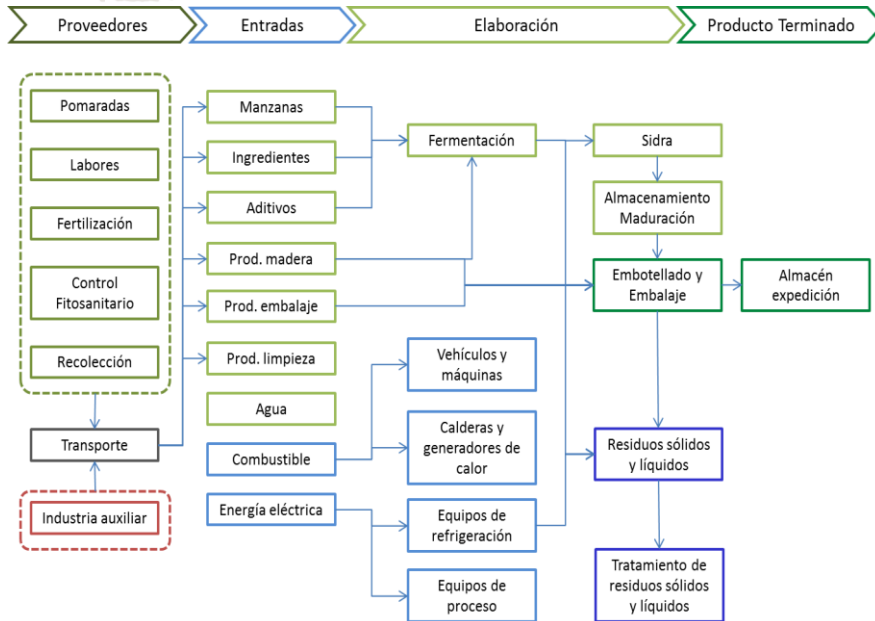 Proveedores
Entradas
Elaboración
Producto Terminado
Pomaradas
Labores
Fertilización
Control
Fitosanitario
Recolección
Transporte
Industria auxiliar
Manzanas
Ingredientes
Aditivos
Prod. madera
Prod. embalaje
Prod. limpieza
Agua
Combustible
Energía eléctrica
Fermentación
Vehículos y
máquinas
Calderas y
generadores de
calor
Equipos de
refrigeración
Equipos de
proceso
Sidra
Almacenamiento
Maduración
Embotellado y
Embalaje
Almacén
expedición
Residuos sólidos
y líquidos
Tratamiento de
residuos sólidos
y líquidos